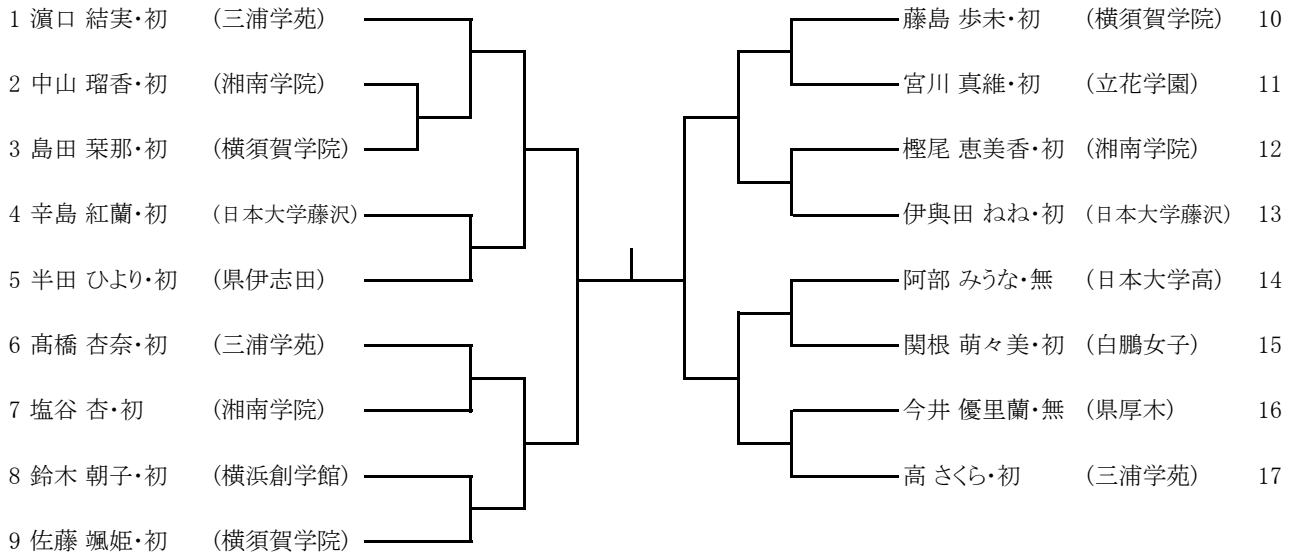 1 濵口 結実・初 (三浦学苑)
2 中山 瑠香・初 (湘南学院)
3 島田 栞那・初 (横須賀学院)
4 辛島 紅蘭・初 (日本大学藤沢)
5 半田 ひより・初 (県伊志田)
6 髙橋 杏奈・初 (三浦学苑)
7 塩谷 杏・初 (湘南学院)
8 鈴木 朝子・初 (横浜創学館)
9 佐藤 颯姫・初 (横須賀学院)
藤島 歩未・初 (横須賀学院) 10
宮川 真維・初 (立花学園) 11
樫尾 恵美香・初 (湘南学院) 12
伊與田 ねね・初 (日本大学藤沢) 13
阿部 みうな・無 (日本大学高) 14
関根 萌々美・初 (白鵬女子) 15
今井 優里蘭・無 (県厚木) 16
高 さくら・初 (三浦学苑) 17